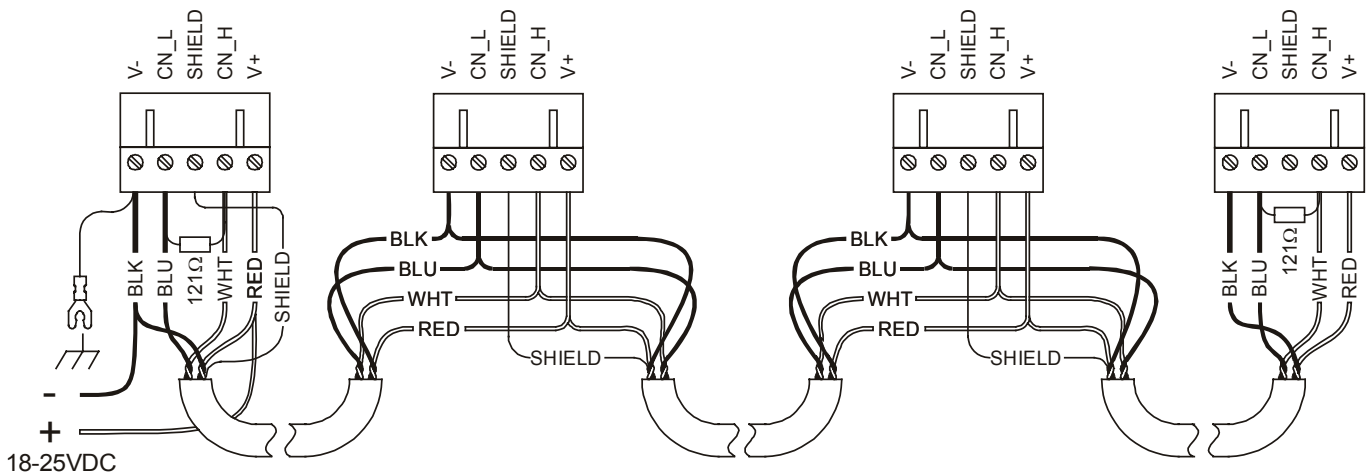 V- CN_L SHIELD CN_H V+
V- CN_L SHIELD CN_H V+
V- CN_L SHIELD CN_H V+
V- CN_L SHIELD CN_H V+
BLK BLU 121Ω WHT RED SHIELD
BLK
BLU
WHT
RED
SHIELD
BLK
BLU
WHT
RED
SHIELD
BLK BLU 121Ω WHT RED
-
+
18-25VDC